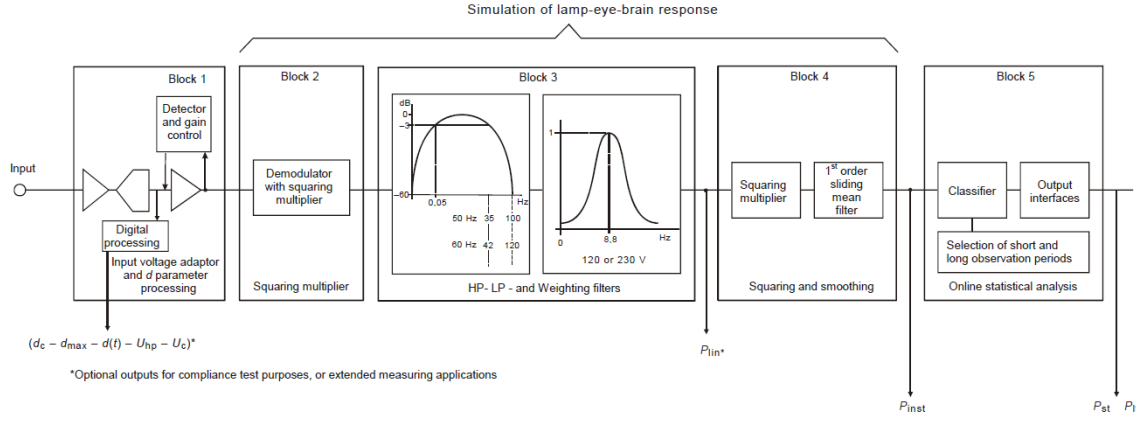 Simulation of lamp-eye-brain response
Block 1
Detector
and gain
control
Input
Digital
processing
Input voltage adaptor
and d parameter
processing
(dc – dmax – d(t) – Uhp – Uc)*
Block 2
Demodulator
with squaring
multiplier
Squaring multiplier
Block 3
dB
0
–3
–60
0,05
Hz
50 Hz 35 100
60 Hz 42 120
1
0 8,8 Hz
120 or 230 V
HP- LP - and Weighting filters
Plin*
Block 4
Squaring
multiplier
1st order
sliding
mean
filter
Squaring and smoothing
Pinst
Block 5
Classifier
Output
interfaces
Selection of short and
long observation periods
Online statistical analysis
Pst
*Optional outputs for compliance test purposes, or extended measuring applications